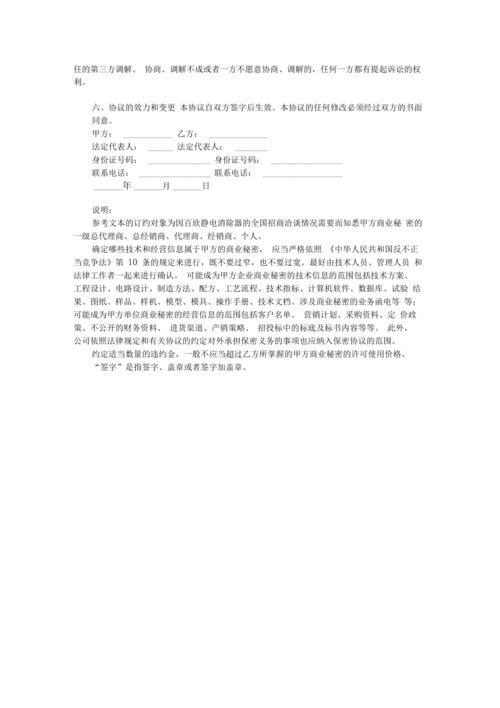 任的第三方调解。 协商、调解不成或者一方不愿意协商、调解的，任何一方都有提起诉讼的权
利。
六、协议的效力和变更 本协议自双方签字后生效。本协议的任何修改必须经过双方的书面
同意。
甲方： ___________ 乙方： ____________
法定代表人： _____ 法定代表人： ____________
身份证号码： _____________ 身份证号码： ____________
联系电话： _______________ 联系电话： ________________
______年______月______日
说明：
参考文本的订约对象为因百欣静电消除器的全国招商洽谈情况需要而知悉甲方商业秘 密的
一级总代理商、总经销商、代理商、经销商、个人。
确定哪些技术和经营信息属于甲方的商业秘密， 应当严格依照 《中华人民共和国反不正
当竞争法》第 10 条的规定来进行，既不要过窄，也不要过宽。最好由技术人员、管理人员 和
法律工作者一起来进行确认。 可能成为甲方企业商业秘密的技术信息的范围包括技术方案、
工程设计、电路设计、制造方法、配方、工艺流程、技术指标、计算机软件、数据库、试验 结
果、图纸、样品、样机、模型、模具、操作手册、技术文档、涉及商业秘密的业务函电等 等；
可能成为甲方单位商业秘密的经营信息的范围包括客户名单、 营销计划、采购资料、定 价政
策、不公开的财务资料、 进货渠道、产销策略、 招投标中的标底及标书内容等等。 此外，
公司依照法律规定和有关协议的约定对外承担保密义务的事项也应纳入保密协议的范围。
约定适当数量的违约金，一般不应当超过乙方所掌握的甲方商业秘密的许可使用价格。
“签字”是指签字、盖章或者签字加盖章。